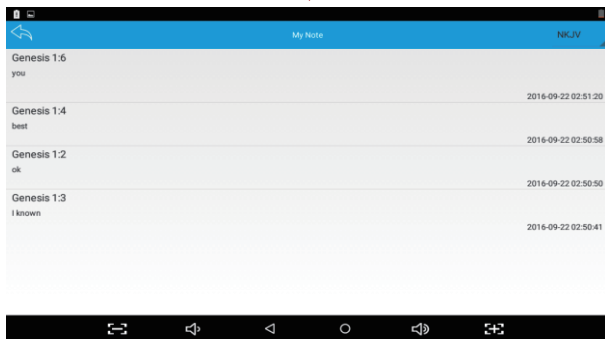 My Note
NKJV
Genesis 1:6
you
2016-09-22 02:51:20
Genesis 1:4
best
2016-09-22 02:50:58
Genesis 1:2
ok
2016-09-22 02:50:50
Genesis 1:3
I known
2016-09-22 02:50:41